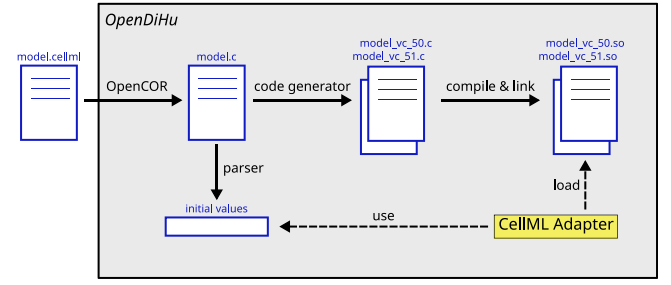 OpenDiHu
model.cellml
OpenCOR
model.c
code generator
model_vc_50.c
model_vc_51.c
compile & link
model_vc_50.so
model_vc_51.so
parser
initial values
use
load
CellML Adapter